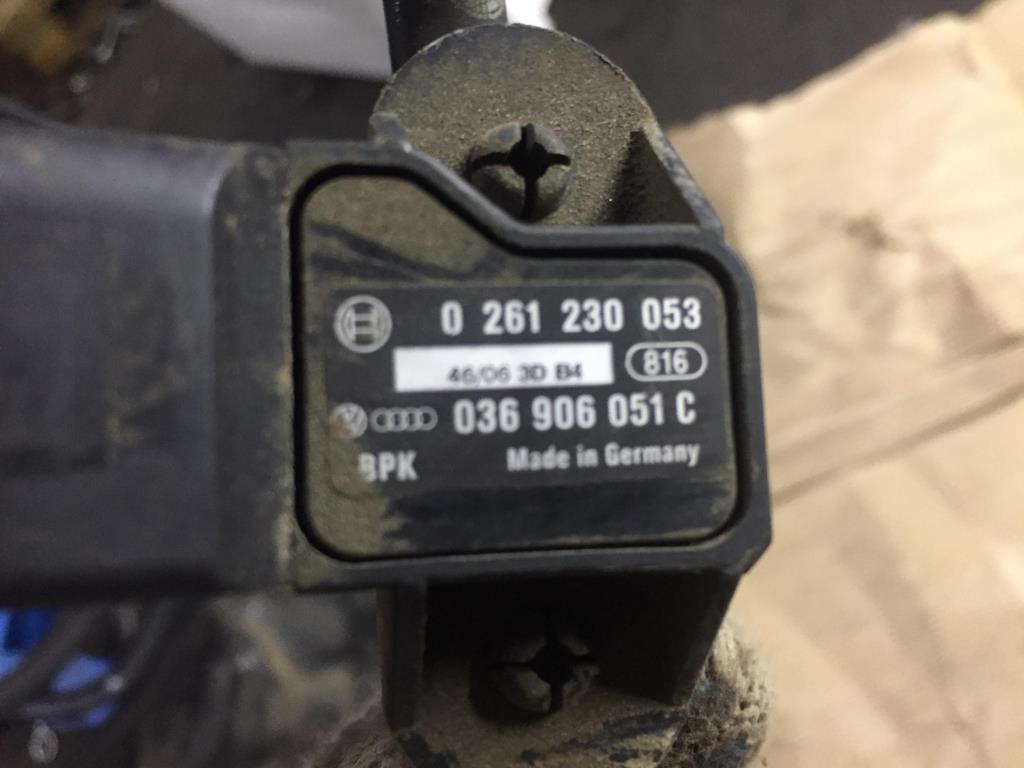 0 261 230 053
46/06 3D B4 816
036 906 051 C
BPK Made in Germany